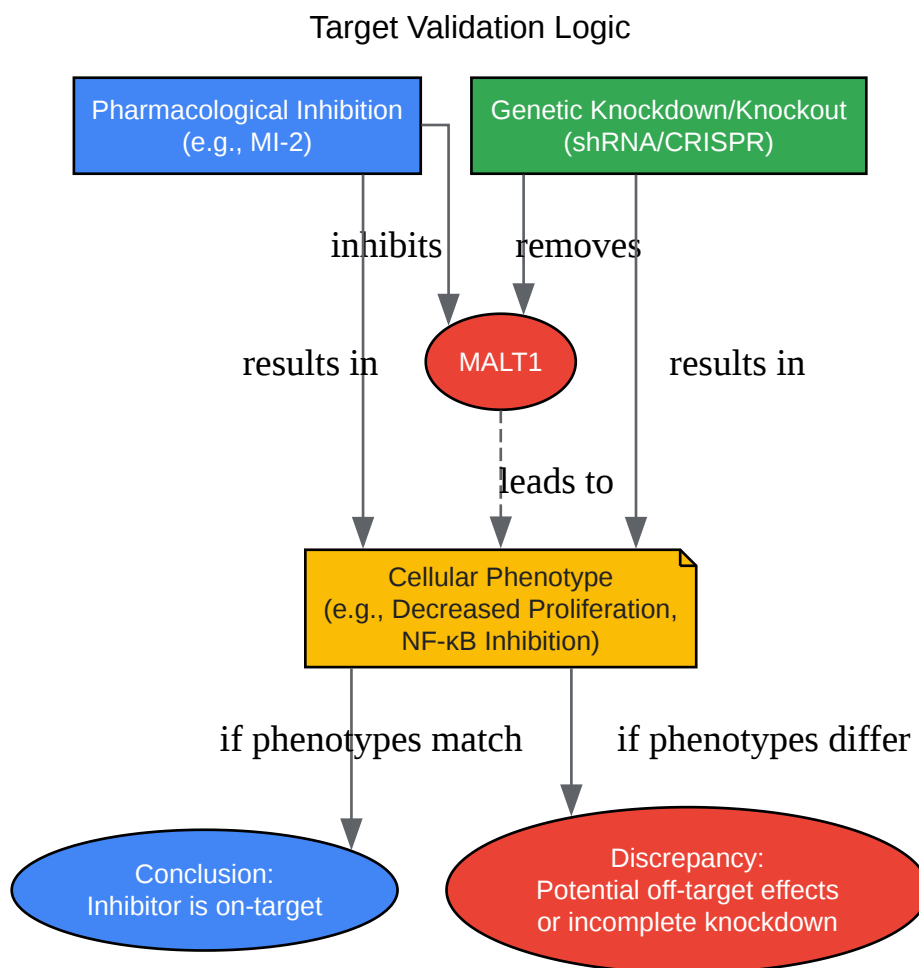 Target Validation Logic
Pharmacological Inhibition
(e.g., MI-2)
Genetic Knockdown/Knockout
(shRNA/CRISPR)
inhibits
removes
MALT1
results in
results in
leads to
Cellular Phenotype
(e.g., Decreased Proliferation,
NF-κB Inhibition)
if phenotypes match
if phenotypes differ
Conclusion:
Inhibitor is on-target
Discrepancy:
Potential off-target effects
or incomplete knockdown